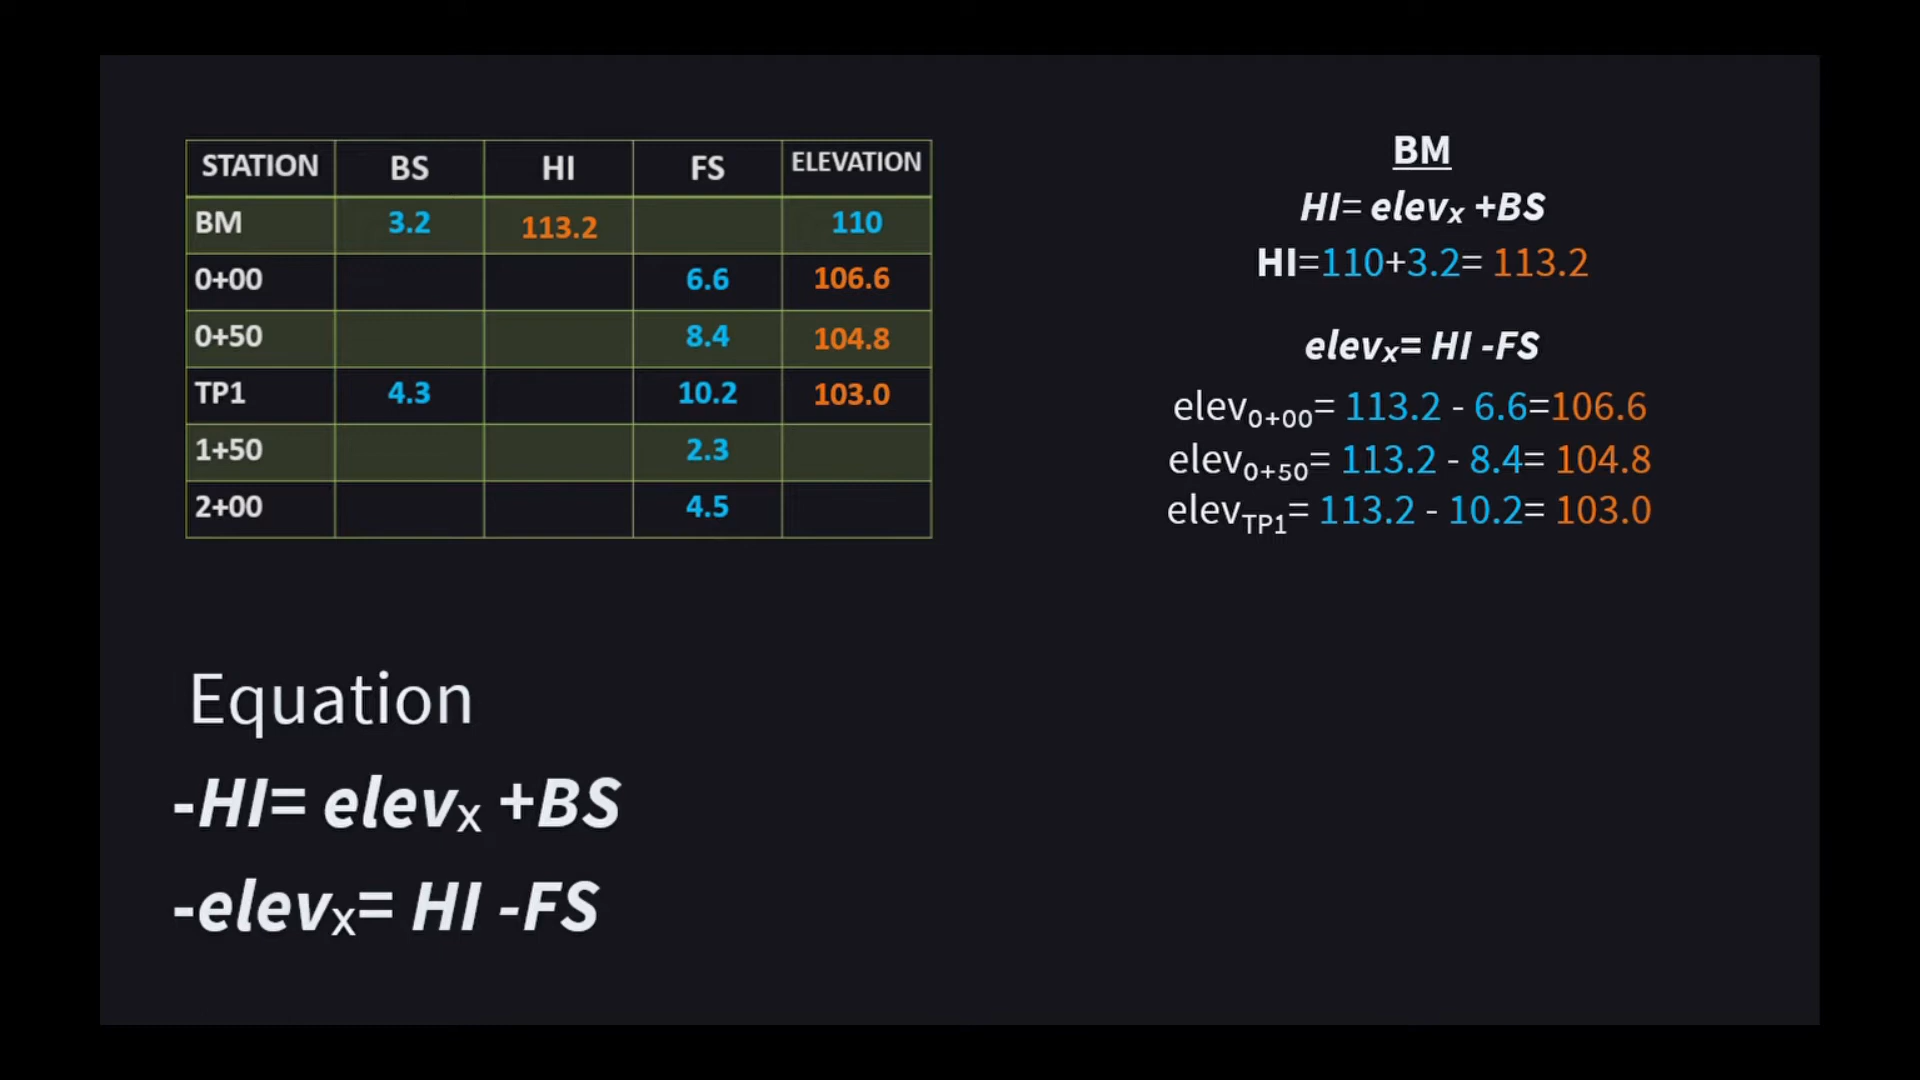 STATION BS HI FS ELEVATION
BM 3.2 113.2 110
0+00 6.6 106.6
0+50 8.4 104.8
TP1 4.3 10.2 103.0
1+50 2.3
2+00 4.5
BM
HI= elevₓ +BS
HI=110+3.2= 113.2
elevₓ= HI -FS
elev₀₊₀₀= 113.2 - 6.6=106.6
elev₀₊₅₀= 113.2 - 8.4= 104.8
elevTP1= 113.2 - 10.2= 103.0
Equation
-HI= elevₓ +BS
-elevₓ= HI -FS